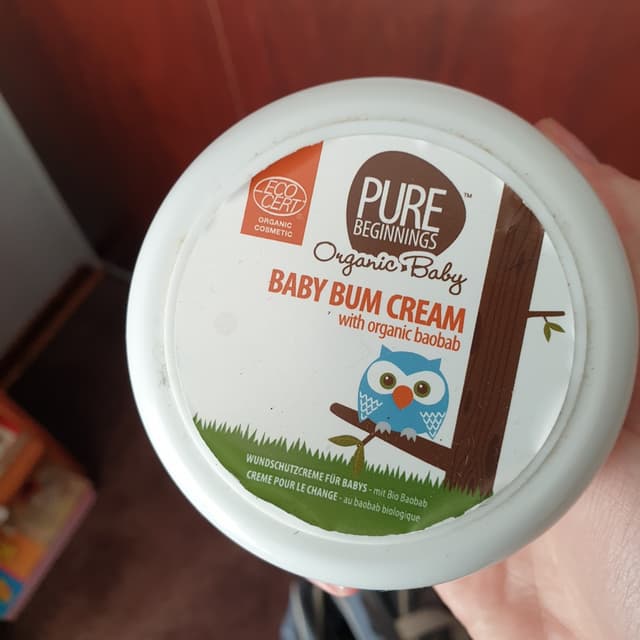 ECO
CERT
ORGANIC
COSMETIC
PURE
BEGINNINGS
™
Organic Baby
BABY BUM CREAM
with organic baobab
WUNDSCHUTZCREME FÜR BABYS - mit Bio Baobab
CREME POUR LE CHANGE - au baobab biologique